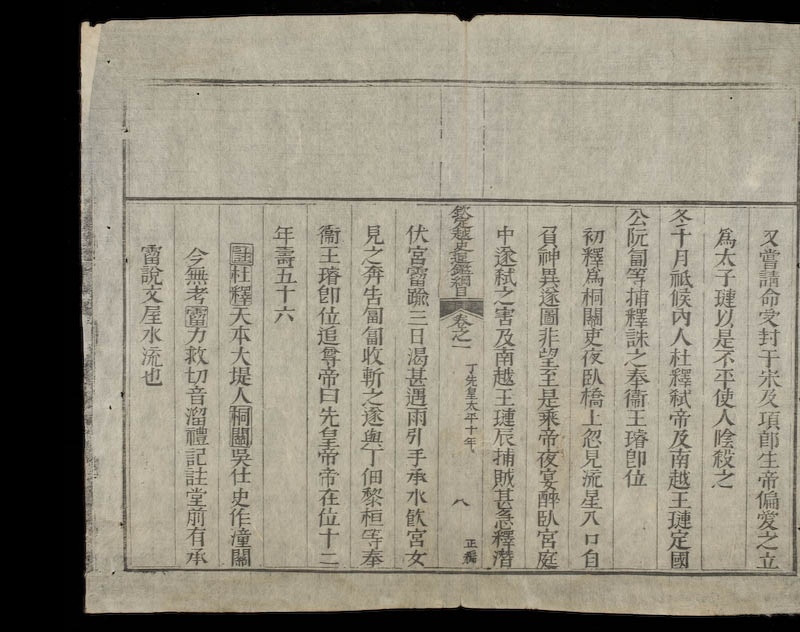 又嘗請命受封于宋及項郎生帝偏愛之立
爲太子璉以是不平使人陰殺之
冬十月祗候内人杜釋弑帝及南越王璉定國
公阮匐等捕釋誅之奉衞王璿卽位
初釋爲桐關吏夜臥橋上忽見流星入口自
負神異遂圖非望至是乘帝夜宴醉臥宮庭
中遂弑之害及南越王璉辰捕賊甚急釋潛
欽定越史通鑑綱目 卷之一 丁先皇太平十年 八 正編
伏宮霤踰三日渴甚遇雨引手承水飲宮女
見之奔吿匐匐收斬之遂與丁佃黎桓等奉
衞王璿卽位追尊帝曰先皇帝帝在位十二
年壽五十六
註杜釋天本大堤人桐關吳仕史作潼關
今無考霤力救切音溜禮記註堂前有承
霤說文屋水流也